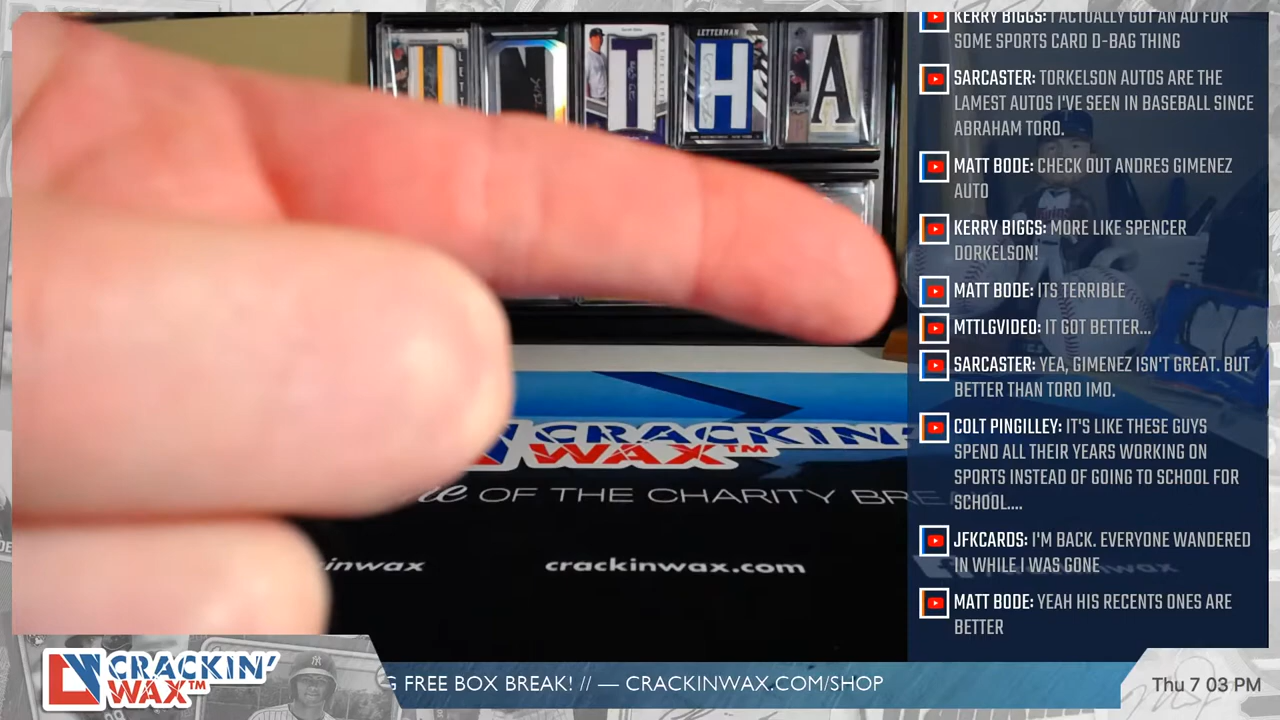 KERRY BIGGS: I ACTUALLY GOT AN AD FOR
SOME SPORTS CARD D-BAG THING
SARCASTER: TORKELSON AUTOS ARE THE
LAMEST AUTOS I'VE SEEN IN BASEBALL SINCE
ABRAHAM TORO.
MATT BODE: CHECK OUT ANDRES GIMENEZ
AUTO
KERRY BIGGS: MORE LIKE SPENCER
DORKELSON!
MATT BODE: ITS TERRIBLE
MTTLGVIDEO: IT GOT BETTER...
SARCASTER: YEA, GIMENEZ ISN'T GREAT. BUT
BETTER THAN TORO IMO.
COLT PINGILLEY: IT'S LIKE THESE GUYS
SPEND ALL THEIR YEARS WORKING ON
SPORTS INSTEAD OF GOING TO SCHOOL FOR
SCHOOL....
JFKCARDS: I'M BACK. EVERYONE WANDERED
IN WHILE I WAS GONE
MATT BODE: YEAH HIS RECENTS ONES ARE
BETTER
LETTERMAN
T H A
CRACKIN'
WAX™
OF THE CHARITY BRE
inwax crackinwax.com
CRACKIN'
WAX™
G FREE BOX BREAK! // — CRACKINWAX.COM/SHOP
Thu 7 03 PM